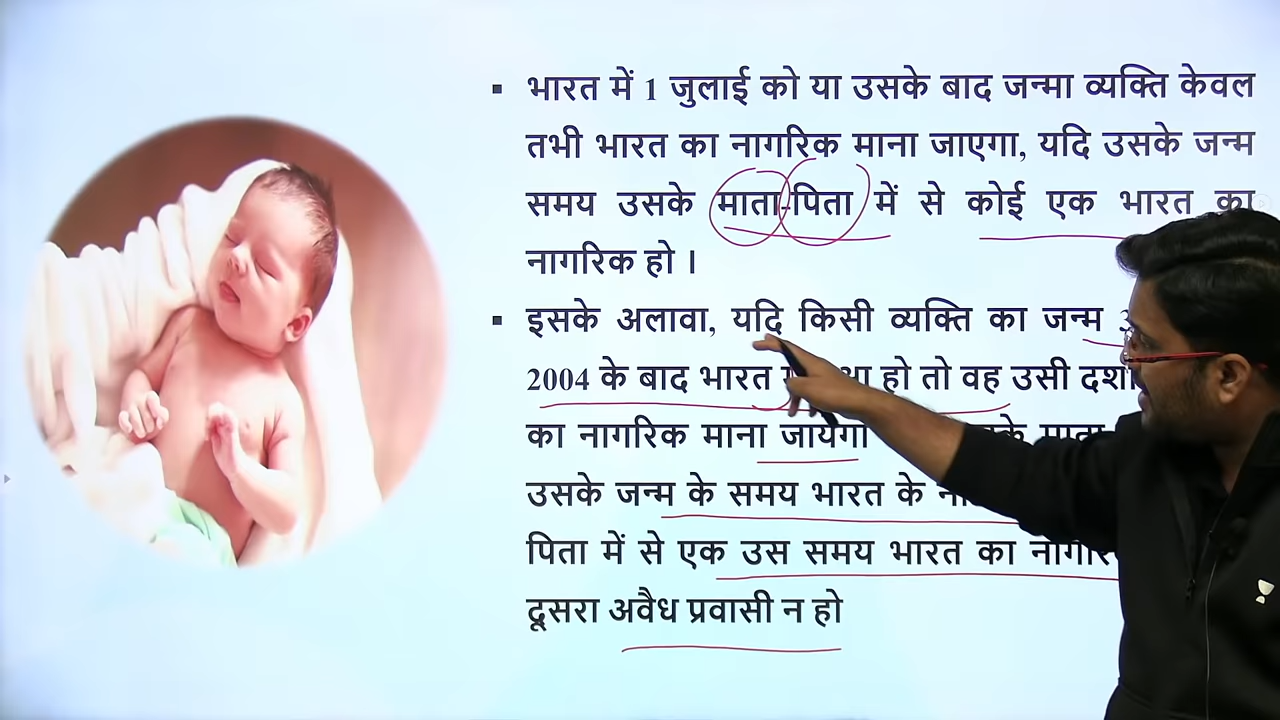 भारत में 1 जुलाई को या उसके बाद जन्मा व्यक्ति केवल
तभी भारत का नागरिक माना जाएगा, यदि उसके जन्म
समय उसके माता-पिता में से कोई एक भारत का
नागरिक हो ।
इसके अलावा, यदि किसी व्यक्ति का जन्म
2004 के बाद भारत हो तो वह उसी
का नागरिक माना जायेगा
उसके जन्म के समय भारत के
पिता में से एक उस समय भारत का
दूसरा अवैध प्रवासी न हो